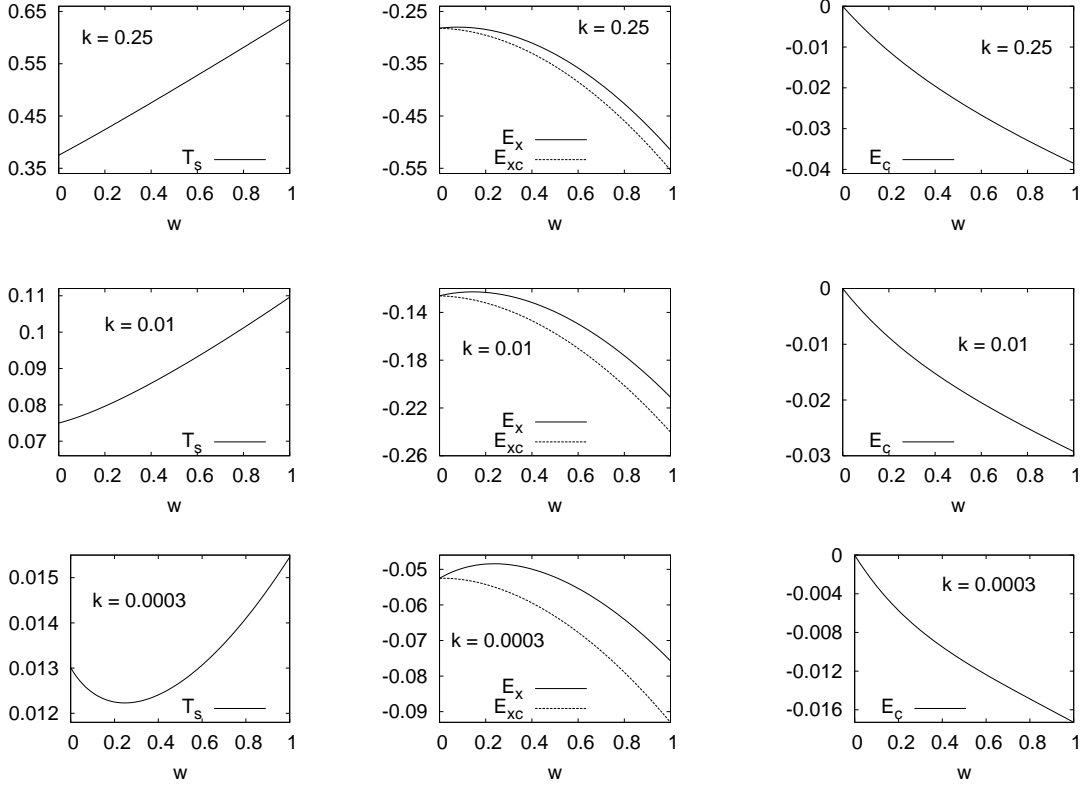 0.65
0.55
0.45
0.35
k = 0.25
T_s
0 0.2 0.4 0.6 0.8 1
w
-0.25
-0.35
-0.45
-0.55
k = 0.25
E_x
E_xc
0 0.2 0.4 0.6 0.8 1
w
0
-0.01
-0.02
-0.03
-0.04
k = 0.25
E_c
0 0.2 0.4 0.6 0.8 1
w
0.11
0.1
0.09
0.08
0.07
k = 0.01
T_s
0 0.2 0.4 0.6 0.8 1
w
-0.14
-0.18
-0.22
-0.26
k = 0.01
E_x
E_xc
0 0.2 0.4 0.6 0.8 1
w
0
-0.01
-0.02
-0.03
k = 0.01
E_c
0 0.2 0.4 0.6 0.8 1
w
0.015
0.014
0.013
0.012
k = 0.0003
T_s
0 0.2 0.4 0.6 0.8 1
w
-0.05
-0.06
-0.07
-0.08
-0.09
k = 0.0003
E_x
E_xc
0 0.2 0.4 0.6 0.8 1
w
0
-0.004
-0.008
-0.012
-0.016
k = 0.0003
E_c
0 0.2 0.4 0.6 0.8 1
w